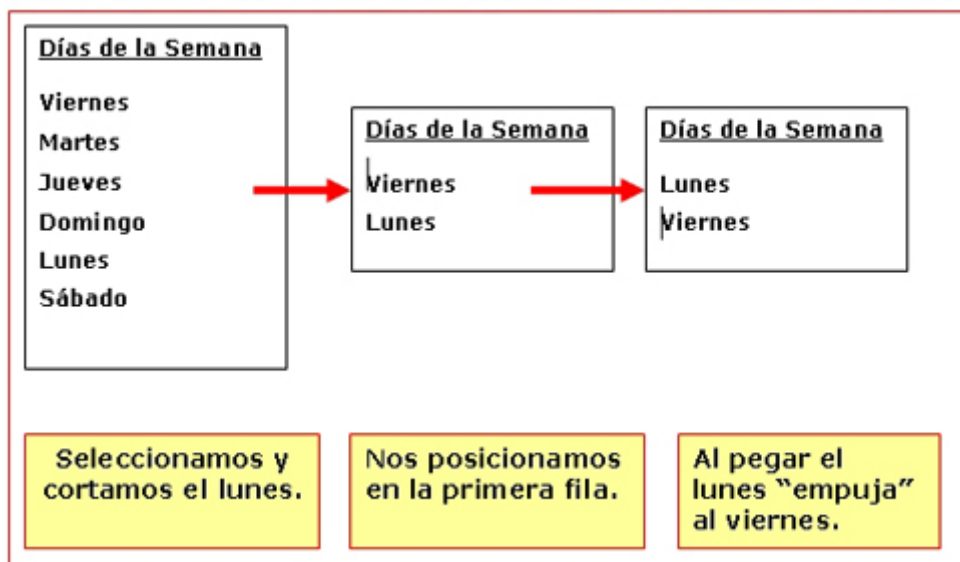 Días de la Semana
Viernes
Martes
Jueves
Domingo
Lunes
Sábado
Días de la Semana
Viernes
Lunes
Días de la Semana
Lunes
Viernes
Seleccionamos y
cortamos el lunes.
Nos posicionamos
en la primera fila.
Al pegar el
lunes “empuja”
al viernes.